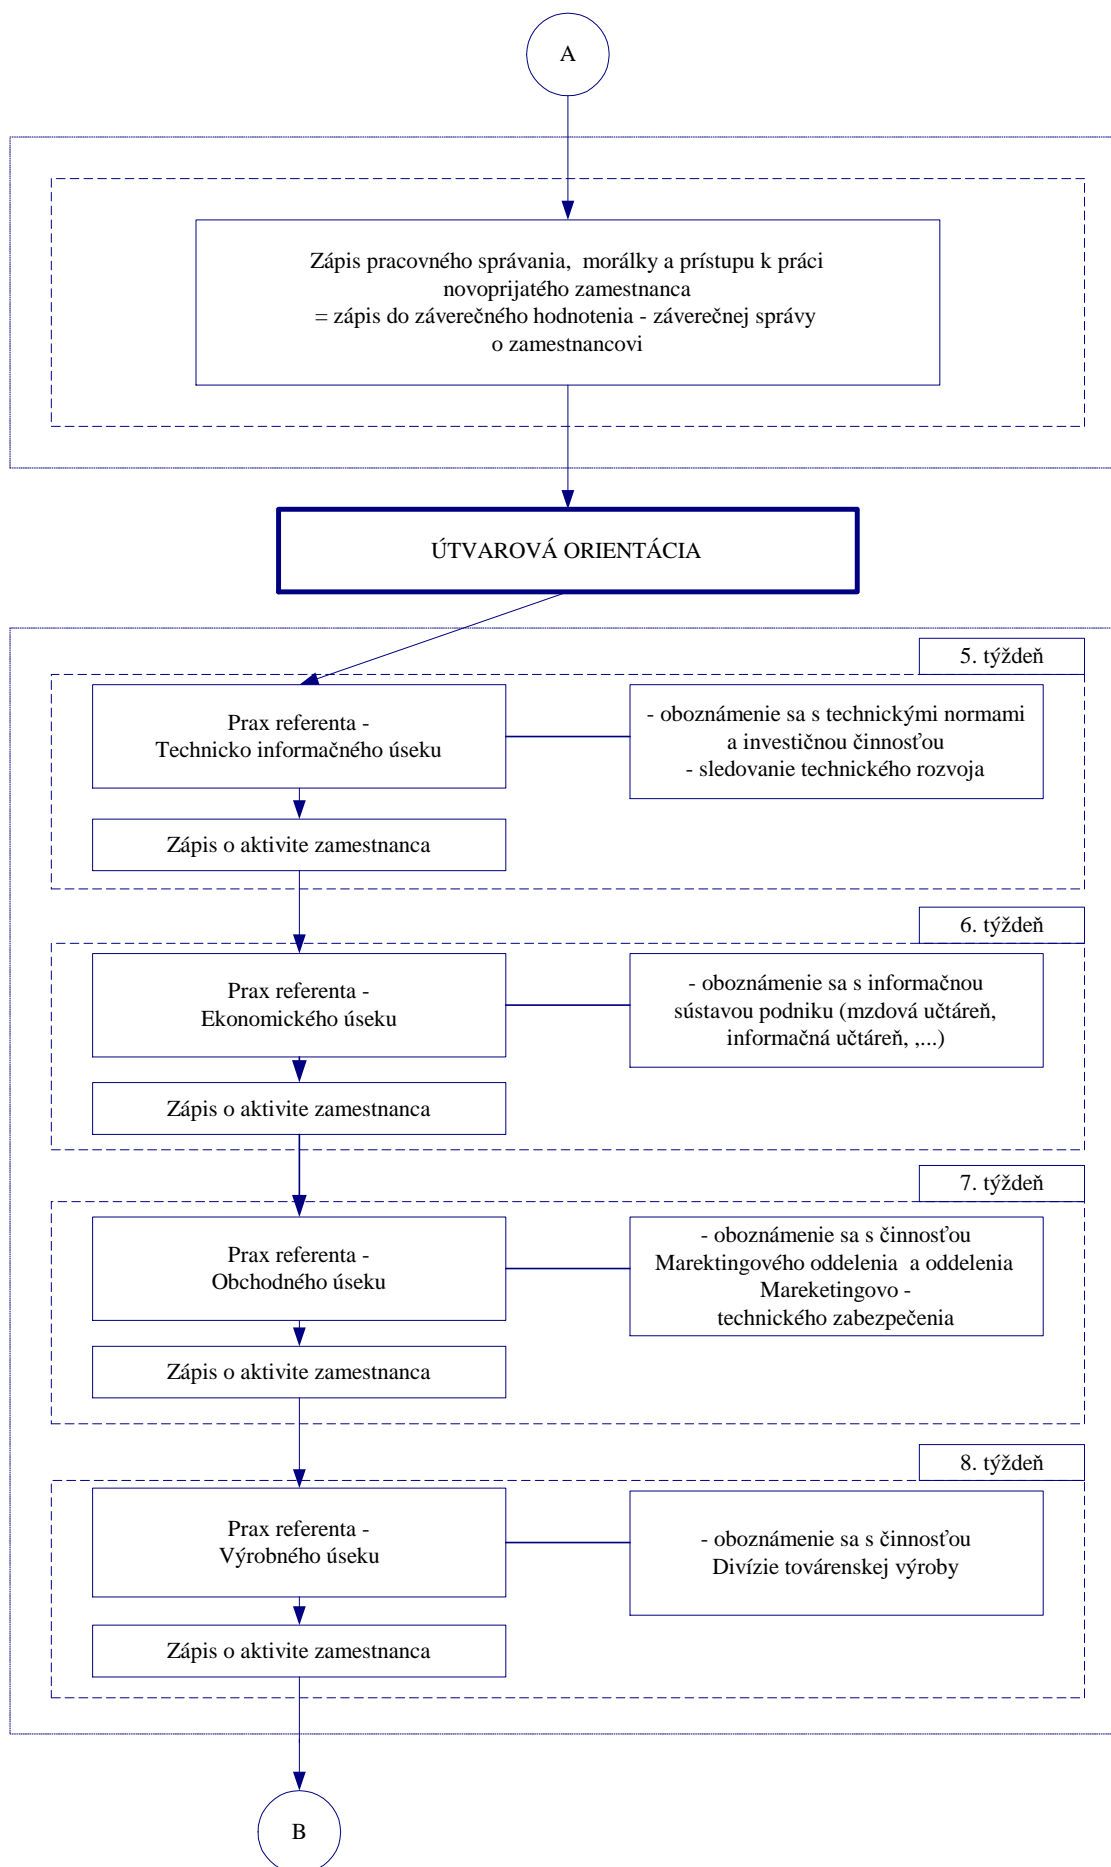 A
Zápis pracovného správania, morálky a prístupu k práci
novoprijatého zamestnanca
= zápis do záverečného hodnotenia - záverečnej správy
o zamestnancovi
ÚTVAROVÁ ORIENTÁCIA
5. týždeň
Prax referenta -
Technicko informačného úseku
- oboznámenie sa s technickými normami
a investičnou činnosťou
- sledovanie technického rozvoja
Zápis o aktivite zamestnanca
6. týždeň
Prax referenta -
Ekonomického úseku
- oboznámenie sa s informačnou
sústavou podniku (mzdová učtáreň,
informačná učtáreň, ,...)
Zápis o aktivite zamestnanca
7. týždeň
Prax referenta -
Obchodného úseku
- oboznámenie sa s činnosťou
Marektingového oddelenia a oddelenia
Mareketingovo -
technického zabezpečenia
Zápis o aktivite zamestnanca
8. týždeň
Prax referenta -
Výrobného úseku
- oboznámenie sa s činnosťou
Divízie továrenskej výroby
Zápis o aktivite zamestnanca
B